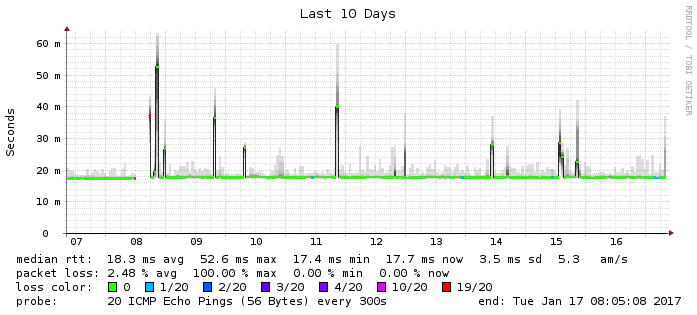 Last 10 Days
RRDTOOL / TOBI OETIKER
Seconds
60 m
50 m
40 m
30 m
20 m
10 m
0
07 08 09 10 11 12 13 14 15 16
median rtt: 18.3 ms avg 52.6 ms max 17.4 ms min 17.7 ms now 3.5 ms sd 5.3 am/s
packet loss: 2.48 % avg 100.00 % max 0.00 % min 0.00 % now
loss color: 0 1/20 2/20 3/20 4/20 10/20 19/20
probe: 20 ICMP Echo Pings (56 Bytes) every 300s end: Tue Jan 17 08:05:08 2017